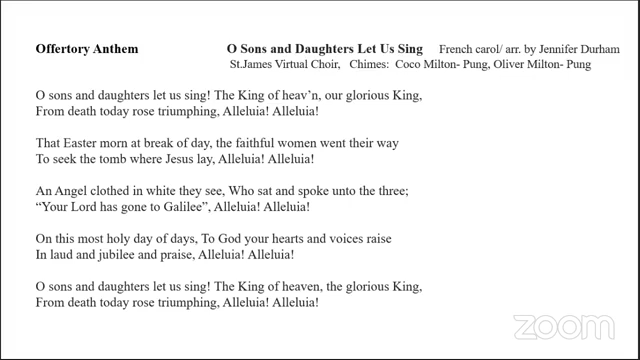 Offertory Anthem O Sons and Daughters Let Us Sing French carol/ arr. by Jennifer Durham
St.James Virtual Choir, Chimes: Coco Milton- Pung, Oliver Milton- Pung
O sons and daughters let us sing! The King of heav’n, our glorious King,
From death today rose triumphing, Alleluia! Alleluia!
That Easter morn at break of day, the faithful women went their way
To seek the tomb where Jesus lay, Alleluia! Alleluia!
An Angel clothed in white they see, Who sat and spoke unto the three;
“Your Lord has gone to Galilee”, Alleluia! Alleluia!
On this most holy day of days, To God your hearts and voices raise
In laud and jubilee and praise, Alleluia! Alleluia!
O sons and daughters let us sing! The King of heaven, the glorious King,
From death today rose triumphing, Alleluia! Alleluia!
zoom